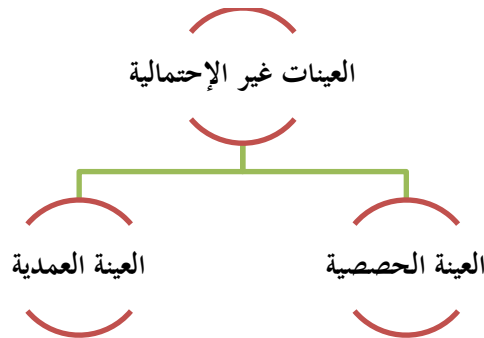 العينات غير الإحتمالية
العينة الحصصية
العينة العمدية